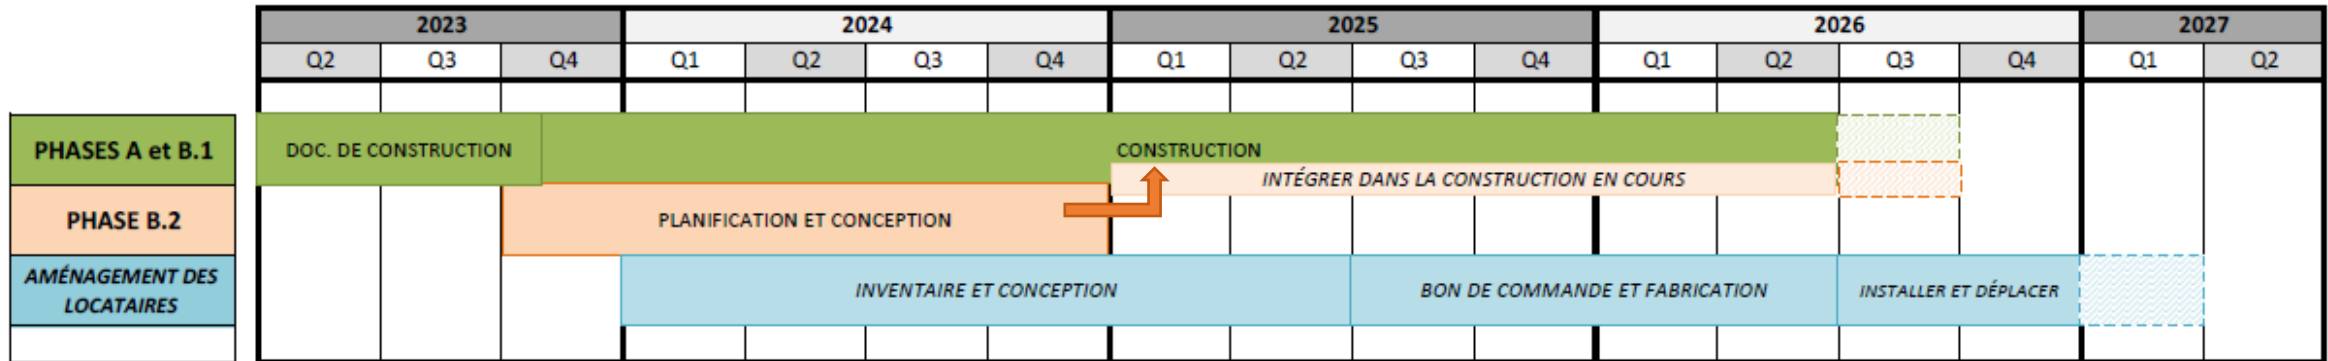 2023 2024 2025 2026 2027
Q2 Q3 Q4 Q1 Q2 Q3 Q4 Q1 Q2 Q3 Q4 Q1 Q2 Q3 Q4 Q1 Q2
PHASES A et B.1 DOC. DE CONSTRUCTION CONSTRUCTION
INTÉGRER DANS LA CONSTRUCTION EN COURS
PHASE B.2 PLANIFICATION ET CONCEPTION
AMÉNAGEMENT DES
LOCATAIRES
INVENTAIRE ET CONCEPTION BON DE COMMANDE ET FABRICATION INSTALLER ET DÉPLACER